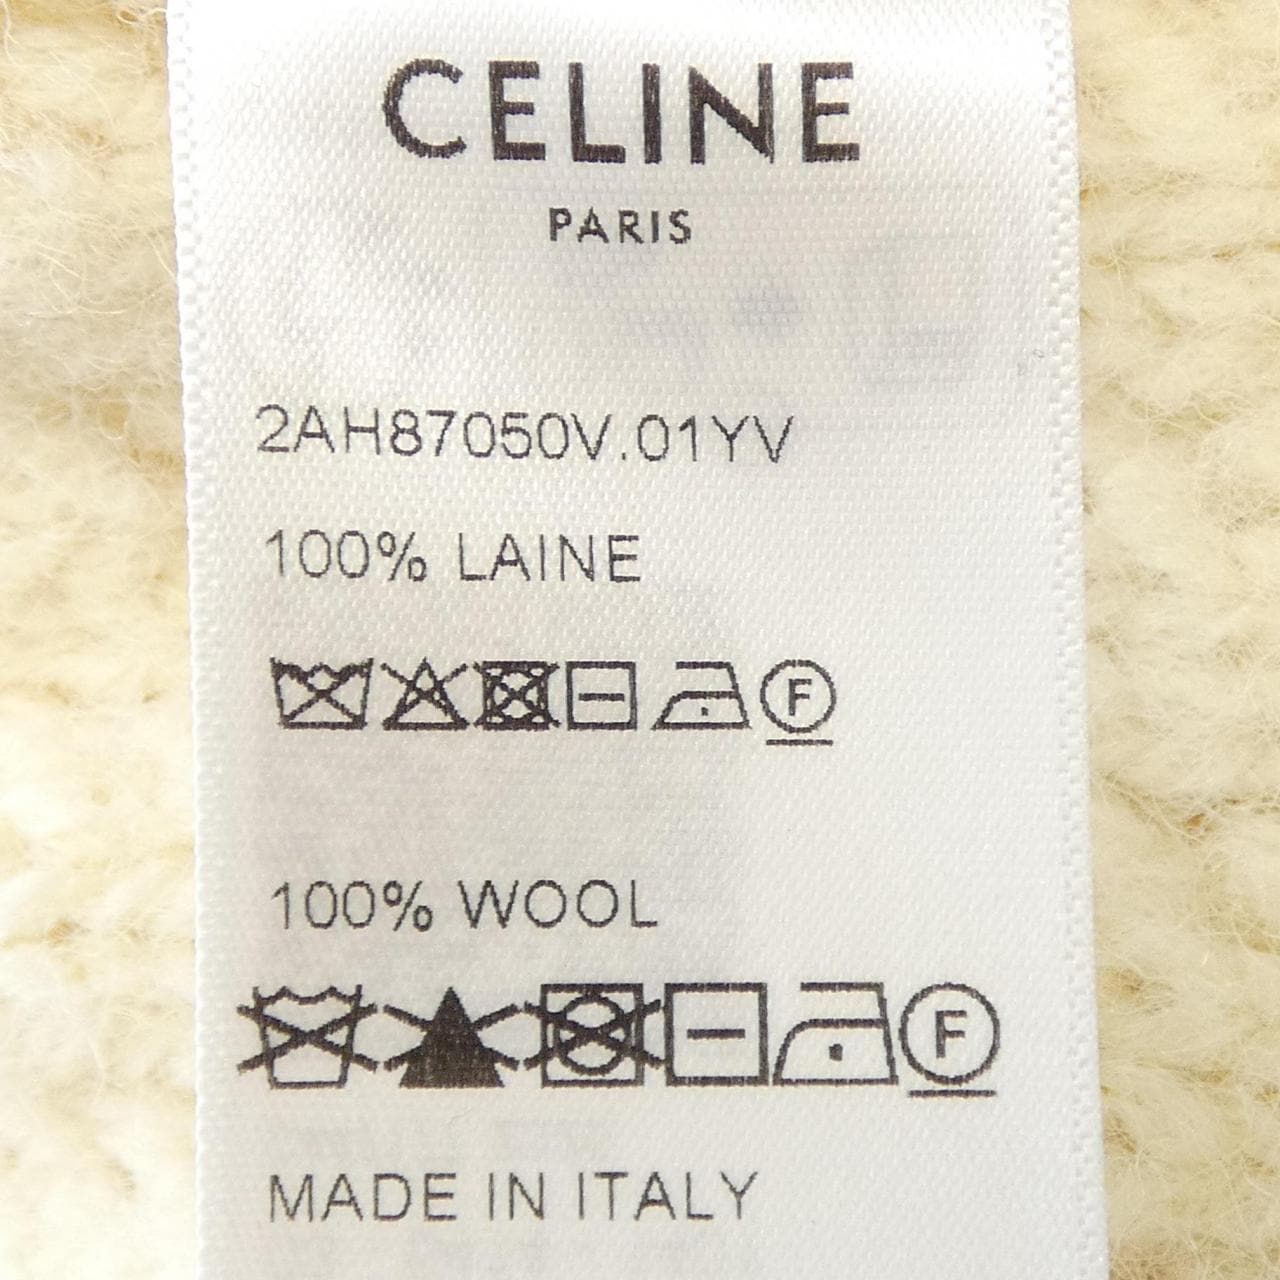 CELINE
PARIS
2AH87050V.01YV
100% LAINE
F
100% WOOL
F
MADE IN ITALY